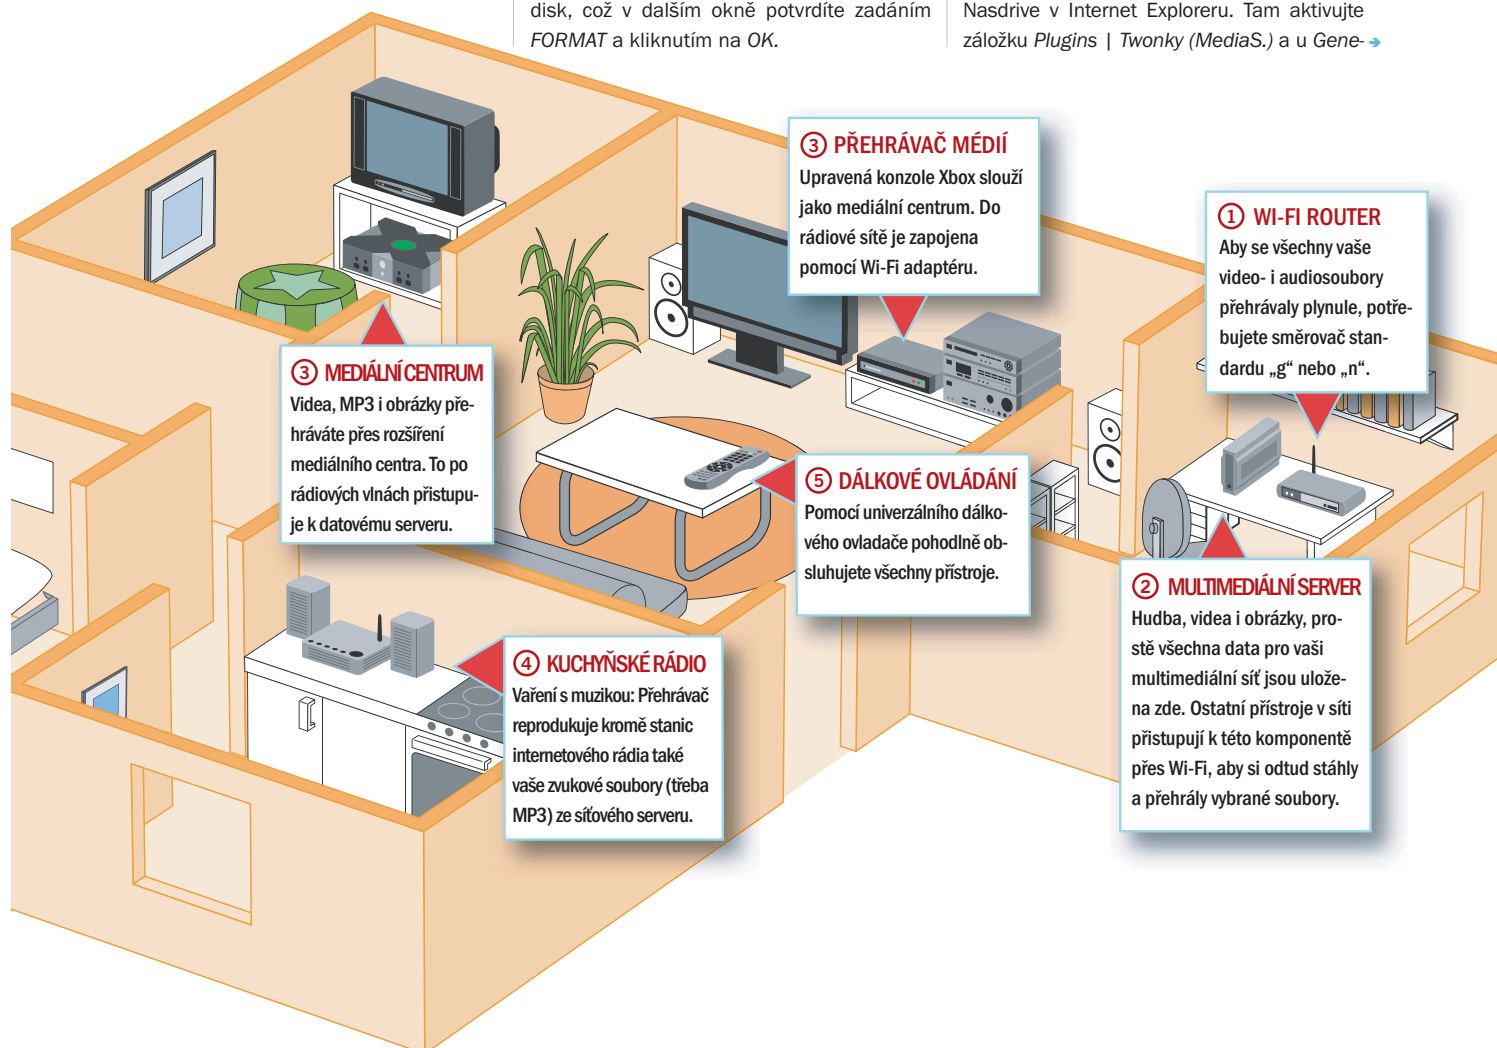 disk, což v dalším okně potvrdíte zadáním
FORMAT a kliknutím na OK.
Nasdrive v Internet Exploreru. Tam aktivujte
záložku Plugins | Twonky (MediaS.) a u Gene-
③ PŘEHRÁVAČ MÉDIÍ
Upravená konzole Xbox slouží
jako mediální centrum. Do
rádiové sítě je zapojena
pomocí Wi-Fi adaptéru.
① WI-FI ROUTER
Aby se všechny vaše
video- i audiosoubory
přehrávaly plynule, potře-
bujete směrovač stan-
dardu „g“ nebo „n“.
③ MEDIÁLNÍ CENTRUM
Videa, MP3 i obrázky pře-
hráváte přes rozšíření
mediálního centra. To po
rádiových vlnách přistupu-
je k datovému serveru.
⑤ DÁLKOVÉ OVLÁDÁNÍ
Pomocí univerzálního dálko-
vého ovladače pohodlně ob-
sluhujete všechny přístroje.
② MULTIMEDIÁLNÍ SERVER
Hudba, videa i obrázky, pro-
stě všechna data pro vaši
multimediální síť jsou ulože-
na zde. Ostatní přístroje v síti
přistupují k této komponentě
přes Wi-Fi, aby si odtud stáhly
a přehrály vybrané soubory.
④ KUCHYŇSKÉ RÁDIO
Vaření s muzikou: Přehrávač
reprodukuje kromě stanic
internetového rádia také
vaše zvukové soubory (třeba
MP3) ze síťového serveru.